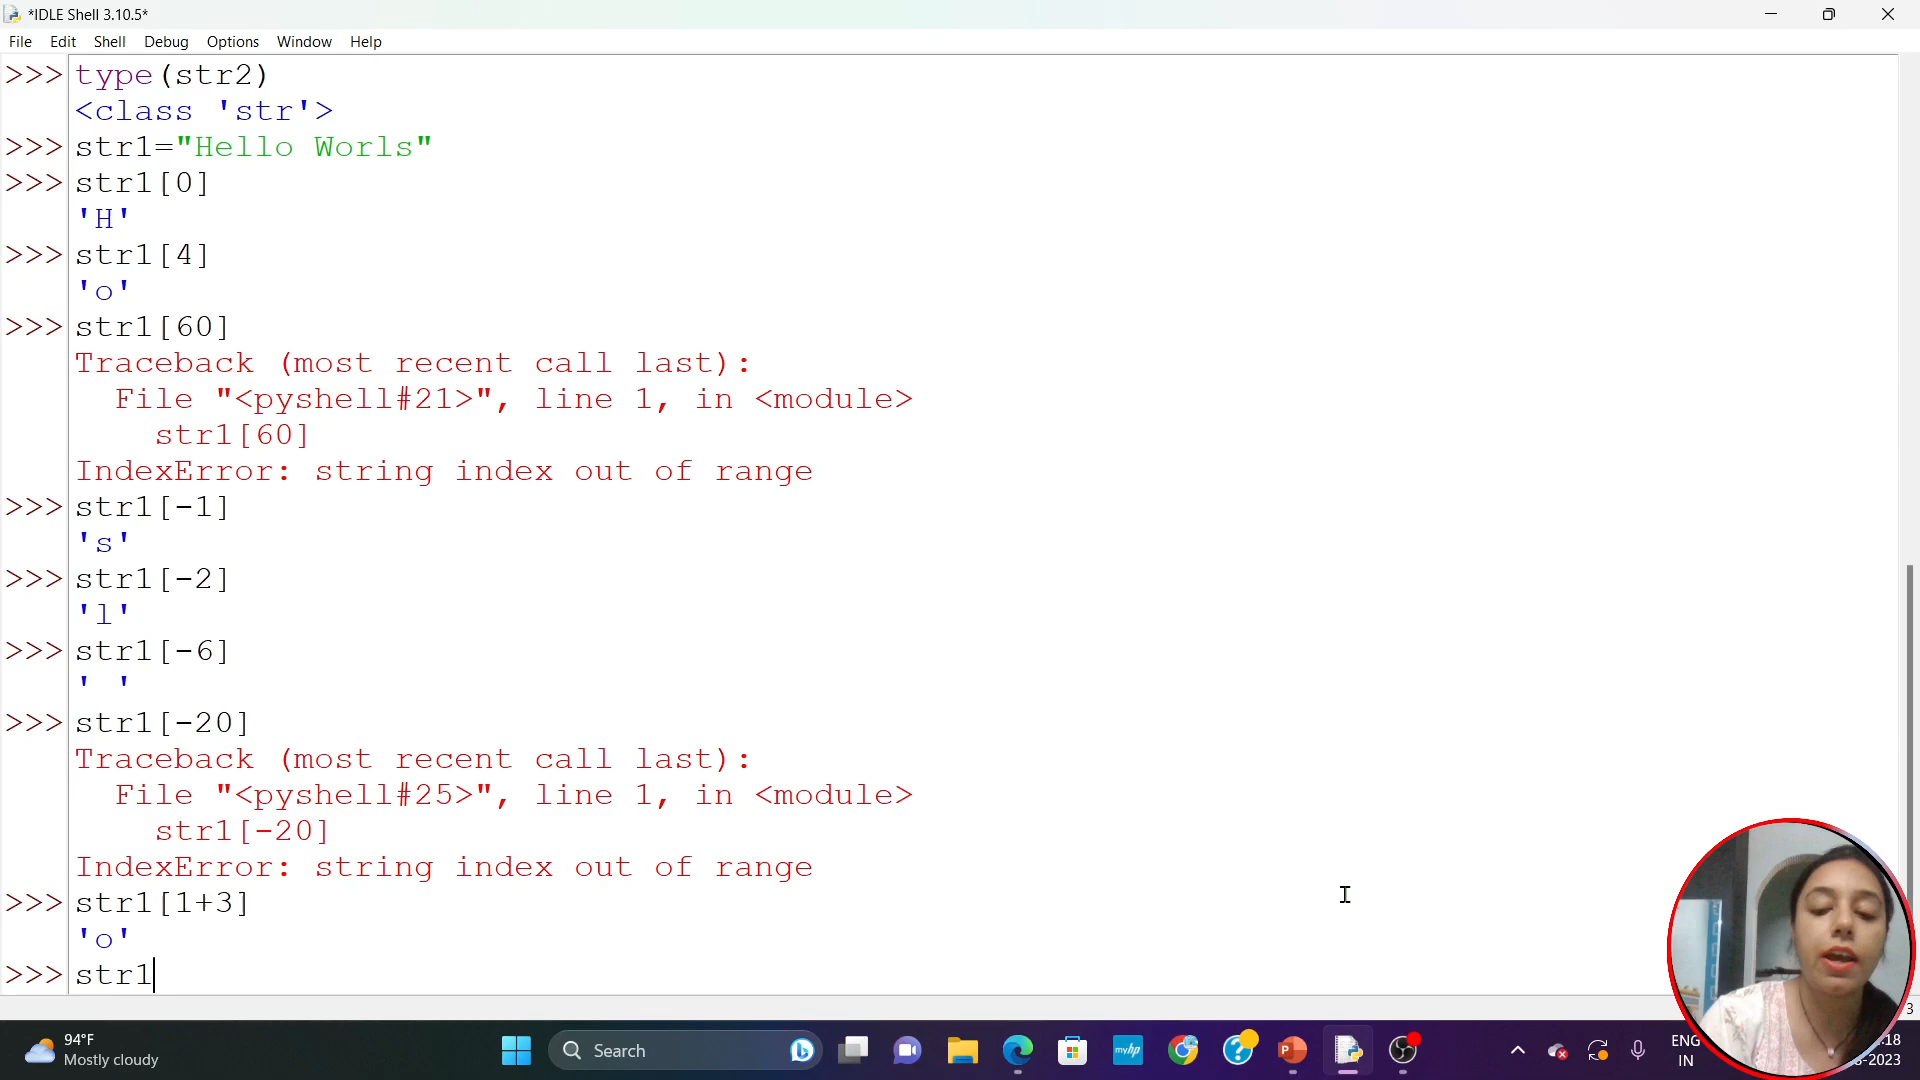 *IDLE Shell 3.10.5*
File Edit Shell Debug Options Window Help
>>> type(str2)
<class 'str'>
>>> str1="Hello Worls"
>>> str1[0]
'H'
>>> str1[4]
'o'
>>> str1[60]
Traceback (most recent call last):
File "<pyshell#21>", line 1, in <module>
str1[60]
IndexError: string index out of range
>>> str1[-1]
's'
>>> str1[-2]
'l'
>>> str1[-6]
' '
>>> str1[-20]
Traceback (most recent call last):
File "<pyshell#25>", line 1, in <module>
str1[-20]
IndexError: string index out of range
>>> str1[1+3]
'o'
>>> str1
3
94°F
Mostly cloudy
Search
myhp
ENG
IN
:18
-2023